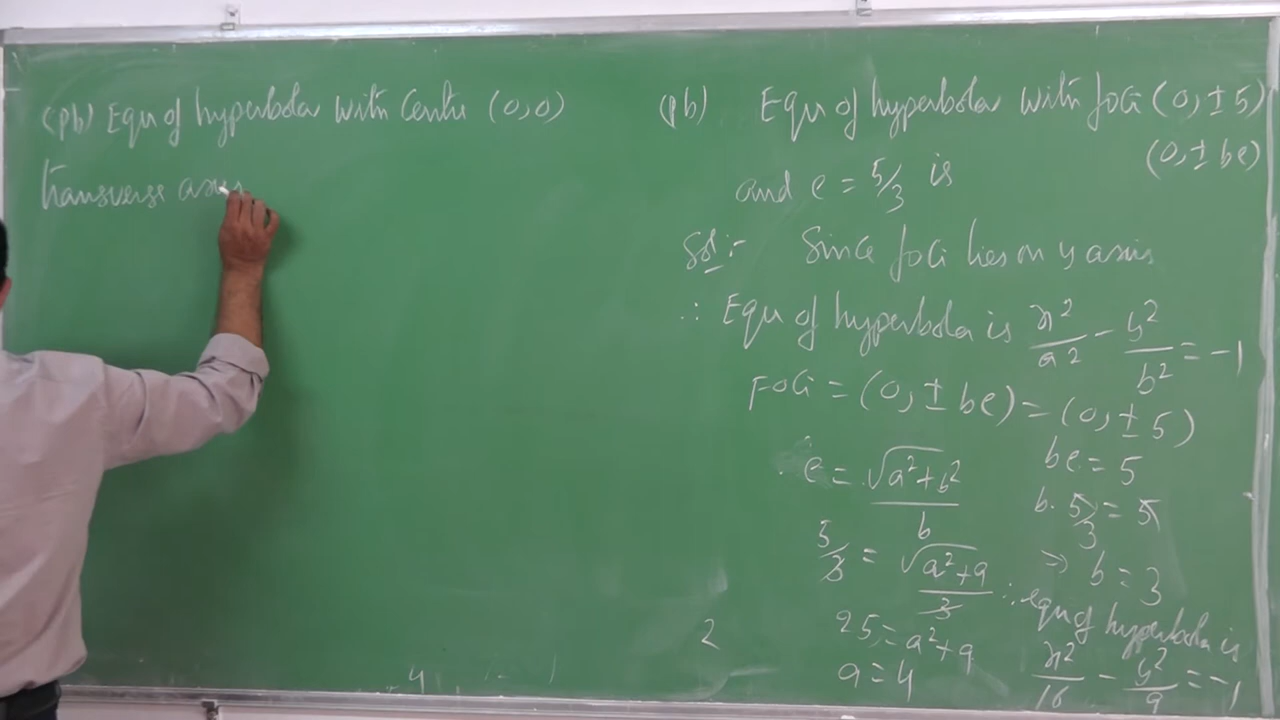 (pb) Equ of hyperbola with Centre (0,0)
transverse axis
(pb) Equ of hyperbola with foci (0, ± 5)
(0, ± be)
and e = 5/3 is
Sol :- Since foci lies on y axis
∴ Equ of hyperbola is x²/a² - y²/b² = -1
Foci = (0, ± be) = (0, ± 5)
e = √(a²+b²)/b
be = 5
b. 5/3 = 5
5/3 = √(a²+9)/3
⇒ b = 3
25 = a²+9
a = 4
∴ equ of hyperbola is
x²/16 - y²/9 = -1
2
4